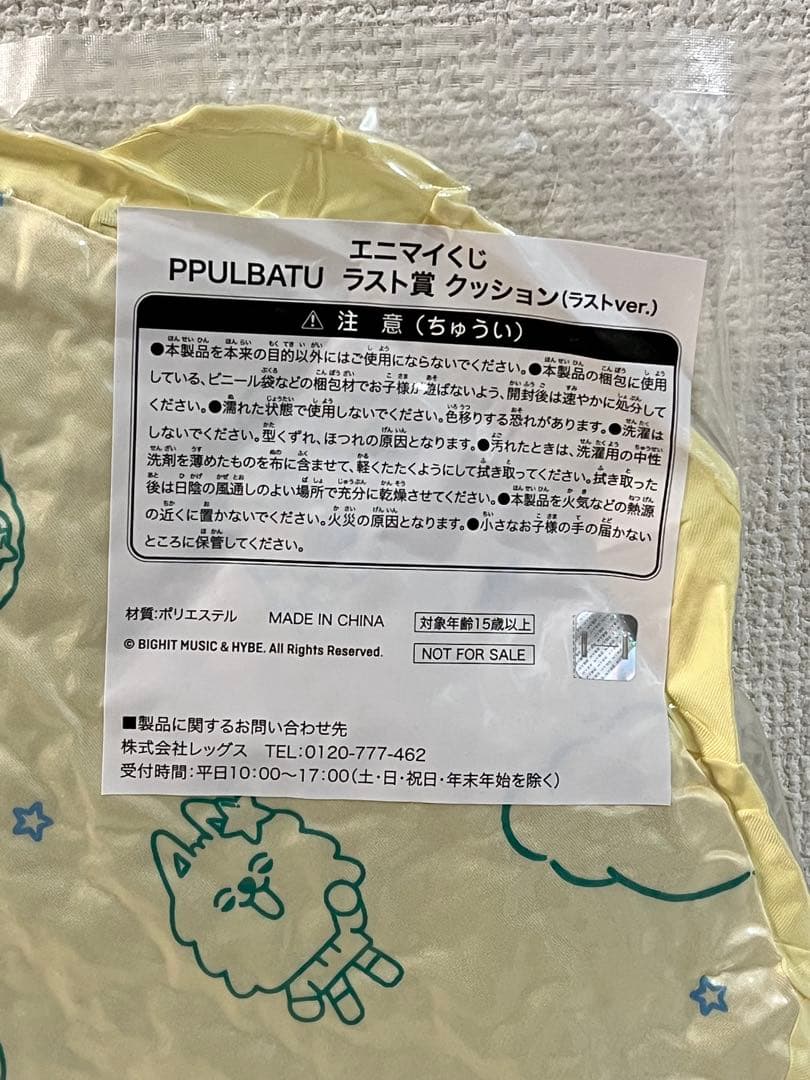 エニマイくじ
PPULBATU ラスト賞 クッション(ラストver.)
⚠ 注 意 (ちゅうい)
●本製品を本来の目的以外にはご使用にならないでください。●本製品の梱包に使用
している、ビニール袋などの梱包材でお子様が遊ばないよう、開封後は速やかに処分して
ください。●濡れた状態で使用しないでください。色移りする恐れがあります。●洗濯は
しないでください。型くずれ、ほつれの原因となります。●汚れたときは、洗濯用の中性
洗剤を薄めたものを布に含ませて、軽くたたくようにして拭き取ってください。拭き取った
後は日陰の風通しのよい場所で充分に乾燥させてください。●本製品を火気などの熱源
の近くに置かないでください。火災の原因となります。●小さなお子様の手の届かない
ところに保管してください。
材質:ポリエステル MADE IN CHINA 対象年齢15歳以上
© BIGHIT MUSIC & HYBE. All Rights Reserved. NOT FOR SALE
■製品に関するお問い合わせ先
株式会社レッグス TEL:0120-777-462
受付時間:平日10:00〜17:00(土・日・祝日・年末年始を除く)